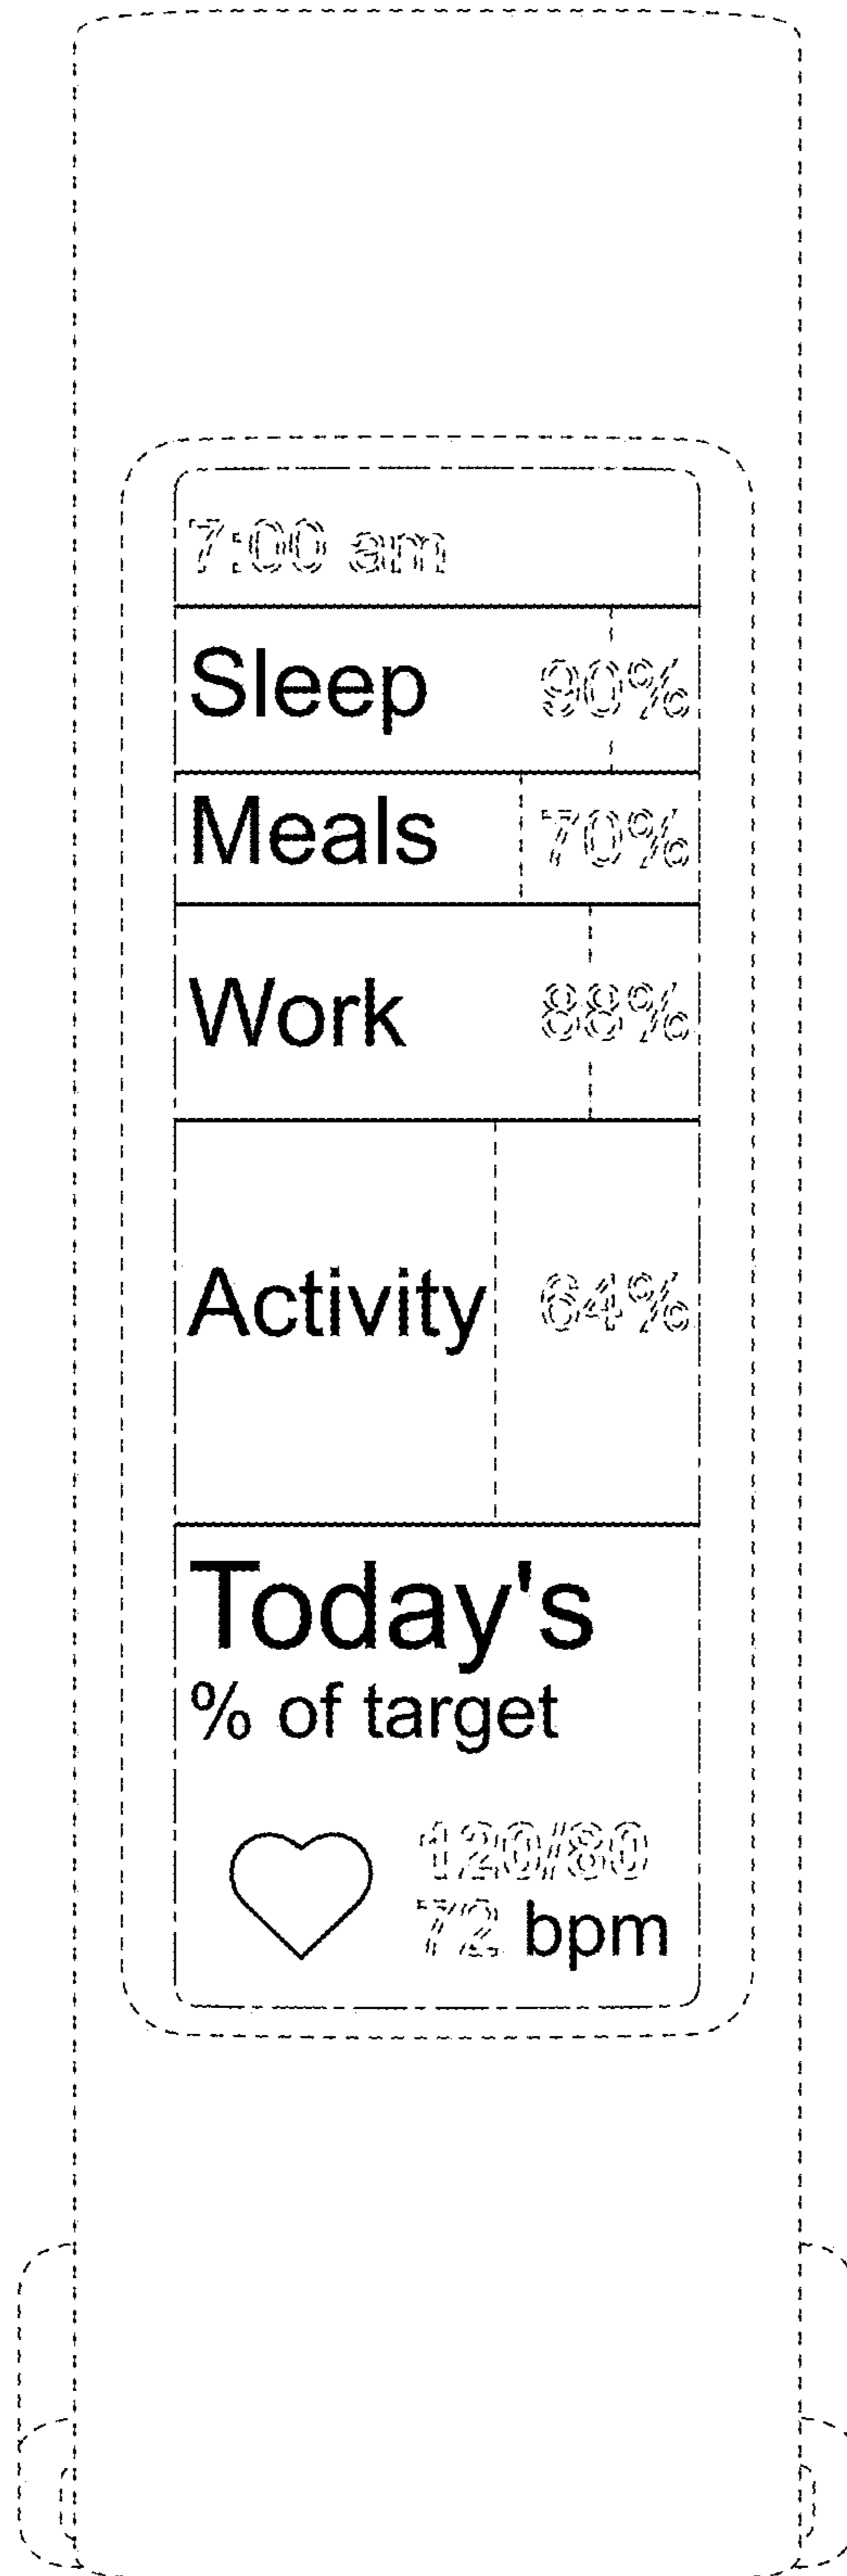 7:00 am
Sleep 90%
Meals 70%
Work 88%
Activity 64%
Today's
% of target
120/80
72 bpm